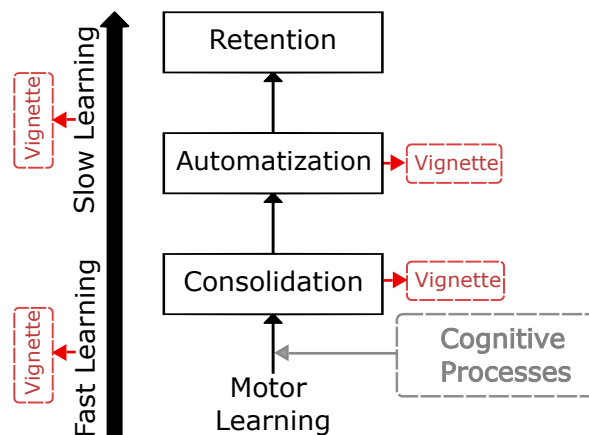 Retention
Slow Learning
Vignette
Automatization
Vignette
Consolidation
Vignette
Fast Learning
Vignette
Cognitive
Processes
Motor
Learning